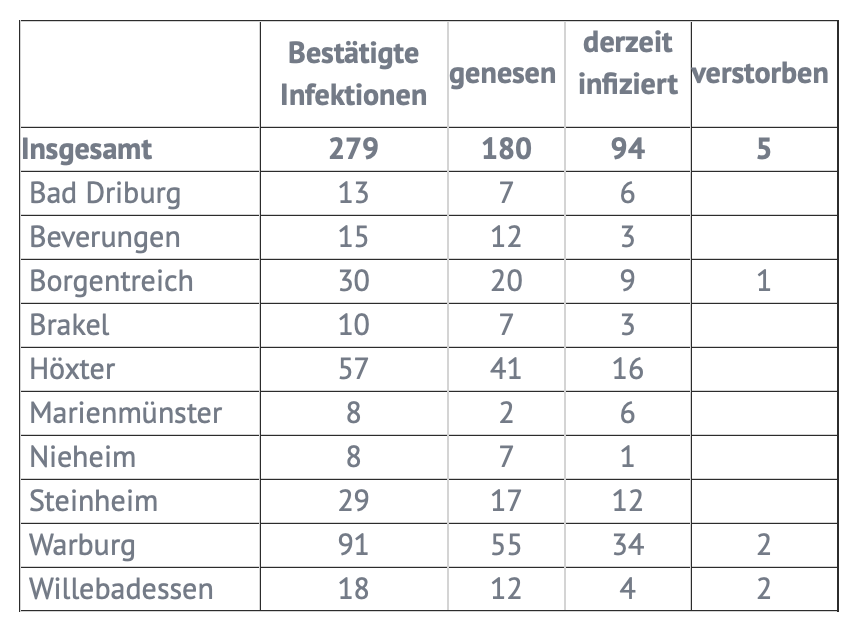 Bestätigte Infektionen genesen derzeit infiziert verstorben
Insgesamt 279 180 94 5
Bad Driburg 13 7 6
Beverungen 15 12 3
Borgentreich 30 20 9 1
Brakel 10 7 3
Höxter 57 41 16
Marienmünster 8 2 6
Nieheim 8 7 1
Steinheim 29 17 12
Warburg 91 55 34 2
Willebadessen 18 12 4 2